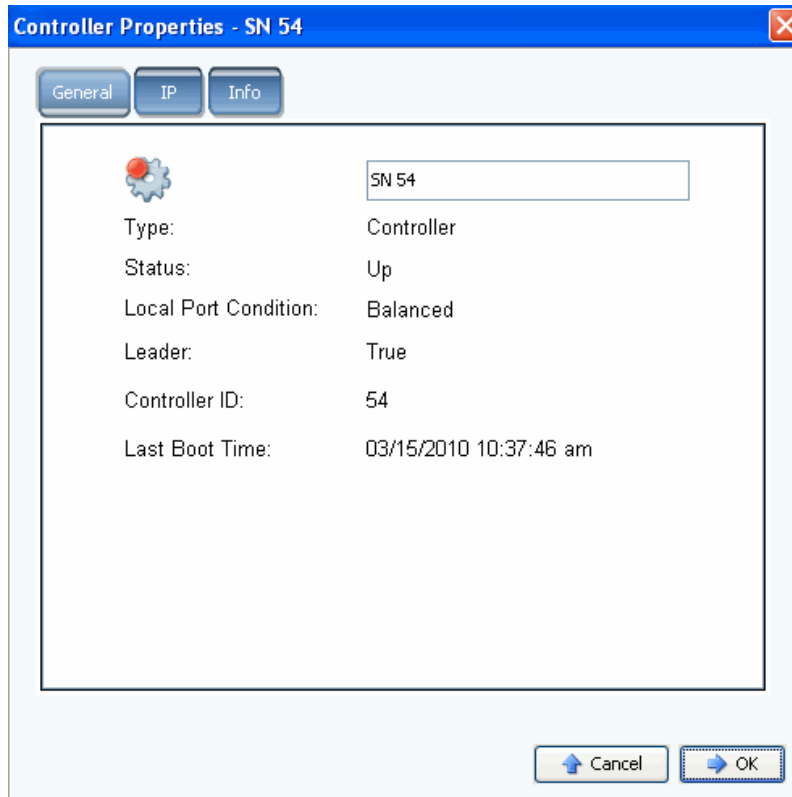 Controller Properties - SN 54
General IP Info
SN 54
Type: Controller
Status: Up
Local Port Condition: Balanced
Leader: True
Controller ID: 54
Last Boot Time: 03/15/2010 10:37:46 am
Cancel OK